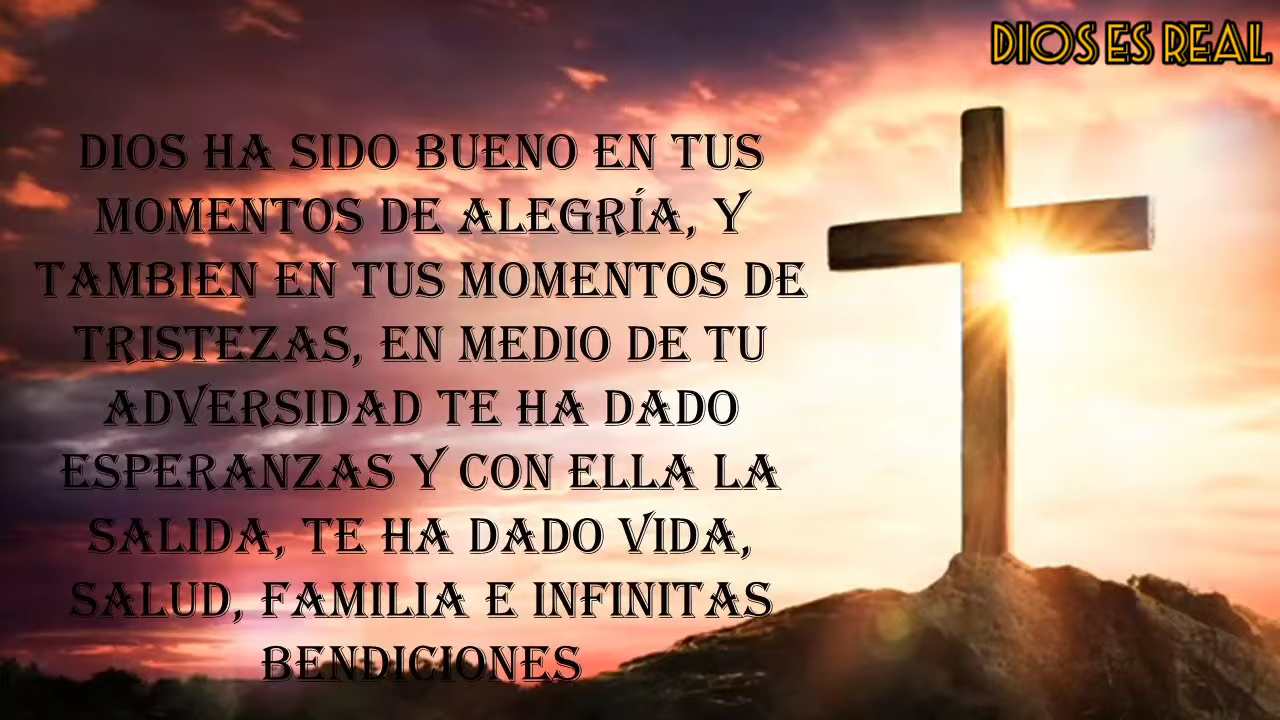 DIOS ES REAL
DIOS HA SIDO BUENO EN TUS
MOMENTOS DE ALEGRÍA, Y
TAMBIEN EN TUS MOMENTOS DE
TRISTEZAS, EN MEDIO DE TU
ADVERSIDAD TE HA DADO
ESPERANZAS Y CON ELLA LA
SALIDA, TE HA DADO VIDA,
SALUD, FAMILIA E INFINITAS
BENDICIONES